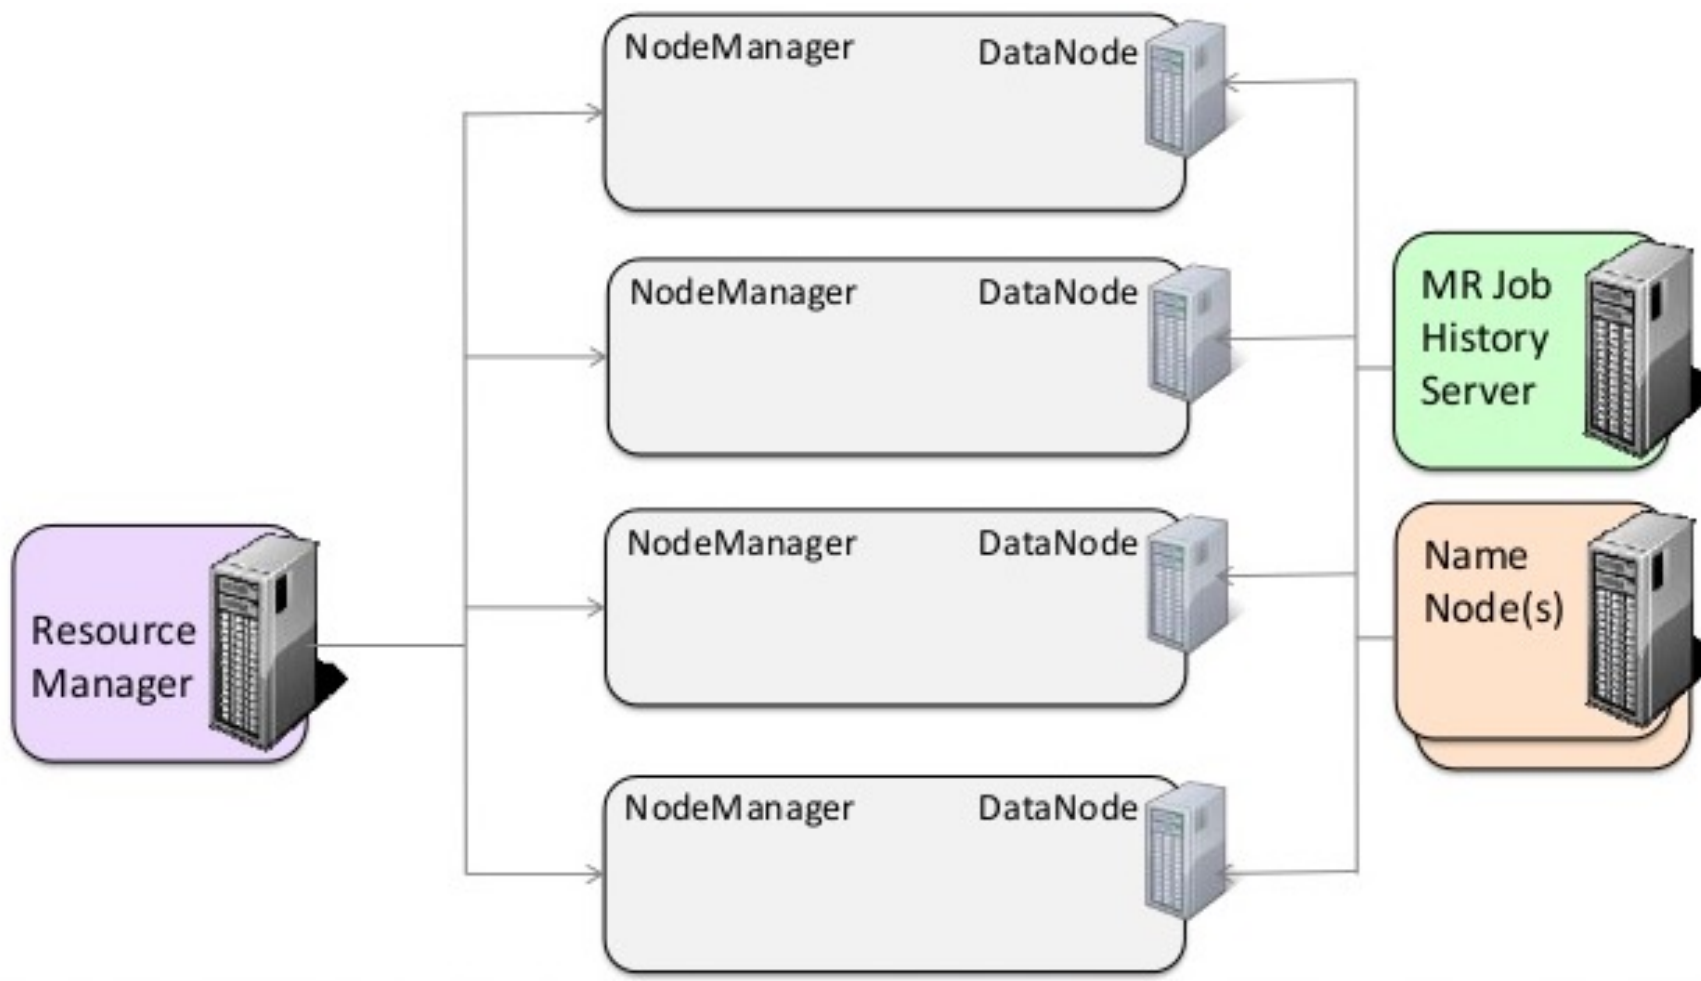 NodeManager DataNode
NodeManager DataNode
MR Job
History
Server
NodeManager DataNode
Name
Node(s)
Resource
Manager
NodeManager DataNode